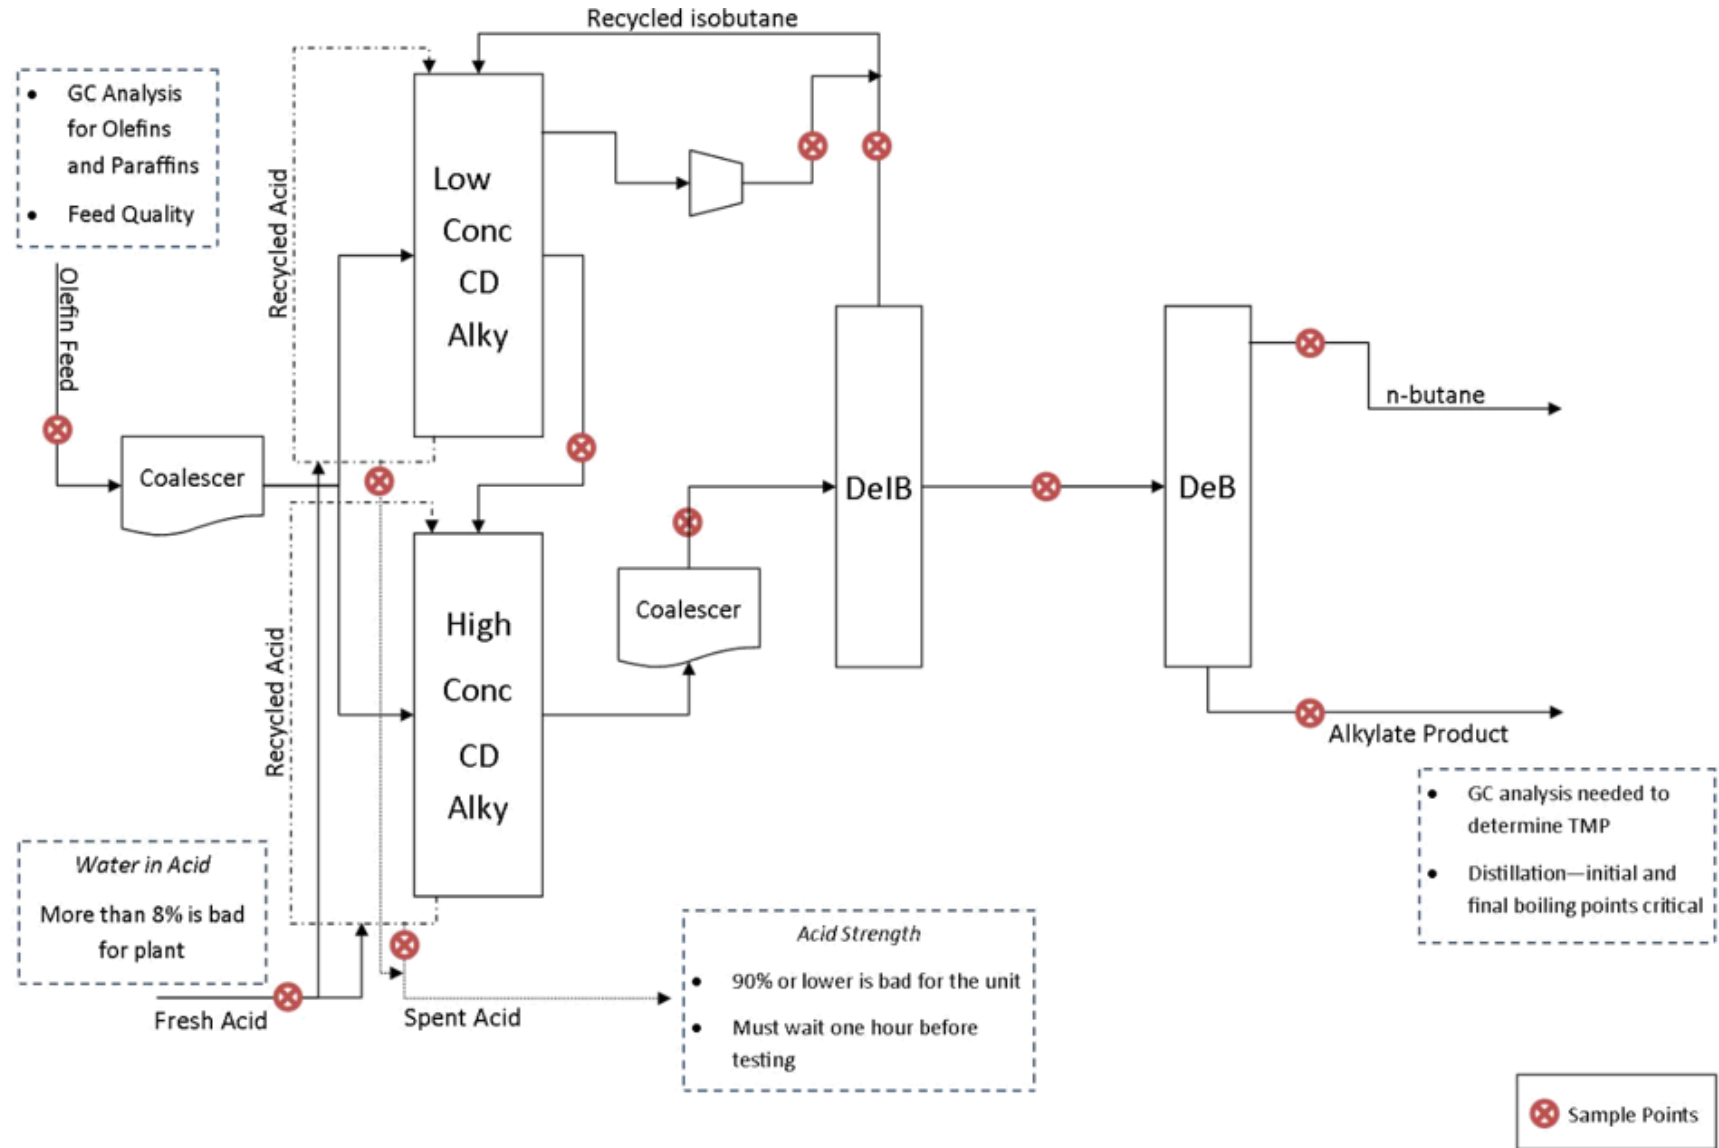 Recycled isobutane
• GC Analysis
for Olefins
and Paraffins
• Feed Quality
Olefin Feed
Coalescer
Recycled Acid
Low
Conc
CD
Alky
Recycled Acid
High
Conc
CD
Alky
Coalescer
DeIB
DeB
n-butane
Alkylate Product
• GC analysis needed to
determine TMP
• Distillation—initial and
final boiling points critical
Water in Acid
More than 8% is bad
for plant
Fresh Acid
Spent Acid
Acid Strength
• 90% or lower is bad for the unit
• Must wait one hour before
testing
Sample Points